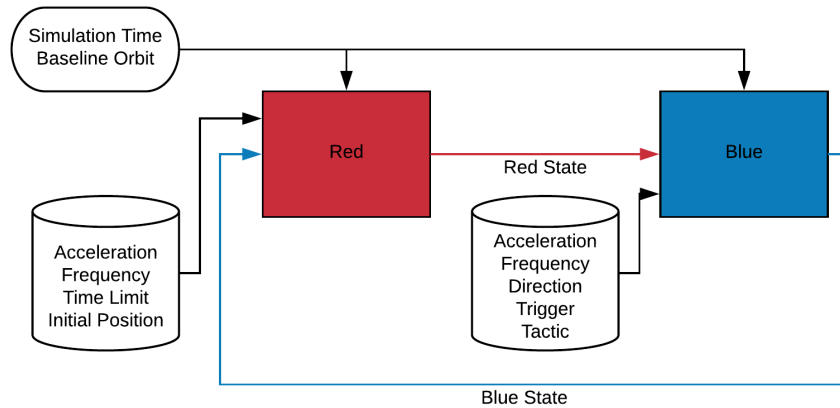 Simulation Time
Baseline Orbit
Red
Blue
Red State
Acceleration
Frequency
Time Limit
Initial Position
Acceleration
Frequency
Direction
Trigger
Tactic
Blue State